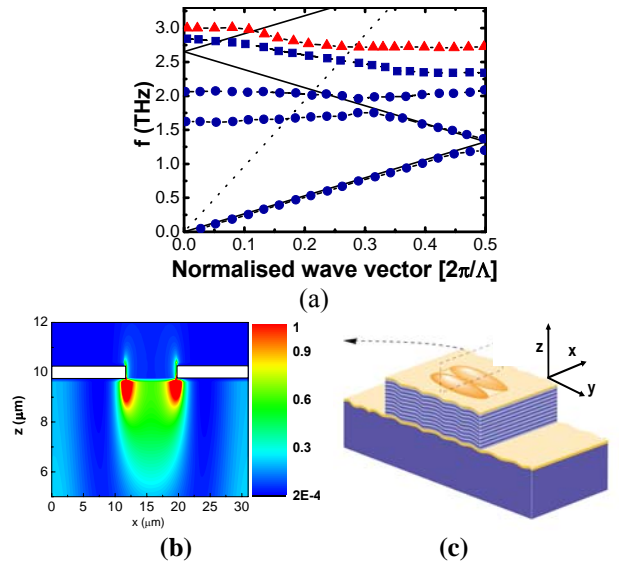 3.0
2.5
2.0
1.5
1.0
0.5
0.0
f (THz)
0.0 0.1 0.2 0.3 0.4 0.5
Normalised wave vector [2π/Λ]
(a)
12
10
8
6
z (μm)
0 5 10 15 20 25 30
x (μm)
1
0.9
0.6
0.3
2E-4
(b)
z
x
y
(c)